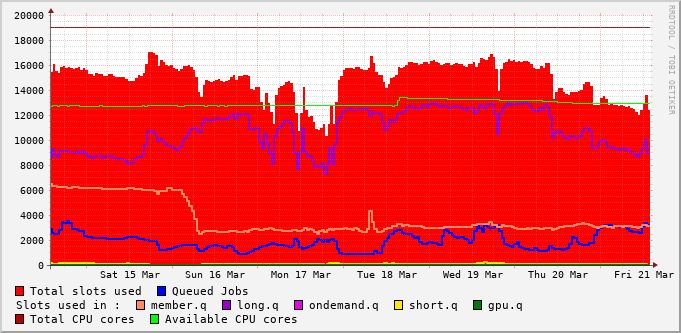 20000
18000
16000
14000
12000
10000
8000
6000
4000
2000
0
Sat 15 Mar Sun 16 Mar Mon 17 Mar Tue 18 Mar Wed 19 Mar Thu 20 Mar Fri 21 Mar
RRDTOOL / TOBI OETIKER
Total slots used Queued Jobs
Slots used in : member.q long.q ondemand.q short.q gpu.q
Total CPU cores Available CPU cores